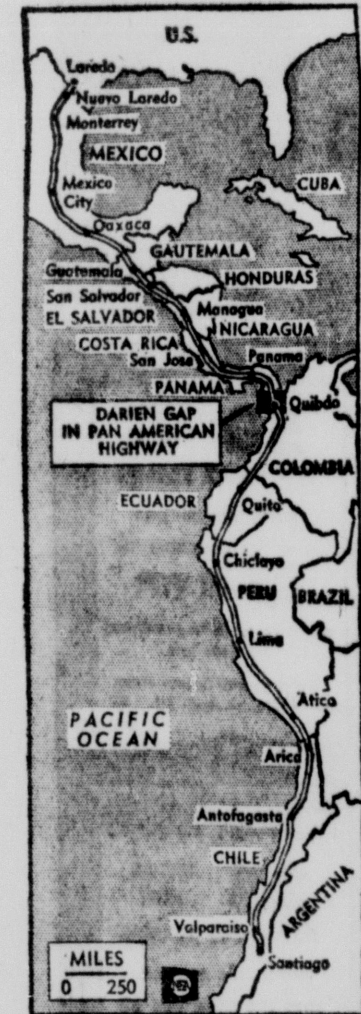 U.S.
Laredo
Nuevo Laredo
Monterrey
MEXICO
CUBA
Mexico
City
Oaxaca
GAUTEMALA
Guatemala
HONDURAS
San Salvador
EL SALVADOR
Managua
NICARAGUA
COSTA RICA
San Jose
Panama
PANAMA
Quibdo
DARIEN GAP
IN PAN AMERICAN
HIGHWAY
COLOMBIA
ECUADOR
Quito
Chiclayo
PERU
BRAZIL
Lima
Atico
PACIFIC
OCEAN
Arica
Antofagasta
CHILE
ARGENTINA
Valparaiso
Santiago
MILES
0 250
NEA